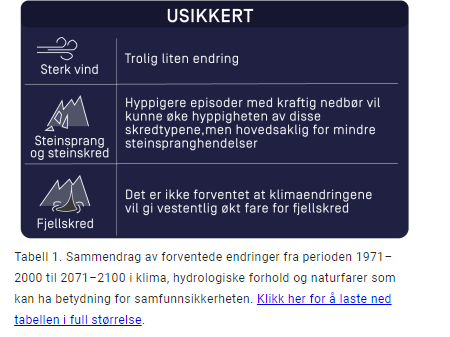 USIKKERT
Sterk vind
Trolig liten endring
Steinsprang
og steinskred
Hyppigere episoder med kraftig nedbør vil
kunne øke hyppigheten av disse
skredtypene,men hovedsaklig for mindre
steinspranghendelser
Fjellskred
Det er ikke forventet at klimaendringene
vil gi vestentlig økt fare for fjellskred
Tabell 1. Sammendrag av forventede endringer fra perioden 1971–
2000 til 2071–2100 i klima, hydrologiske forhold og naturfarer som
kan ha betydning for samfunnsikkerheten. Klikk her for å laste ned
tabellen i full størrelse.